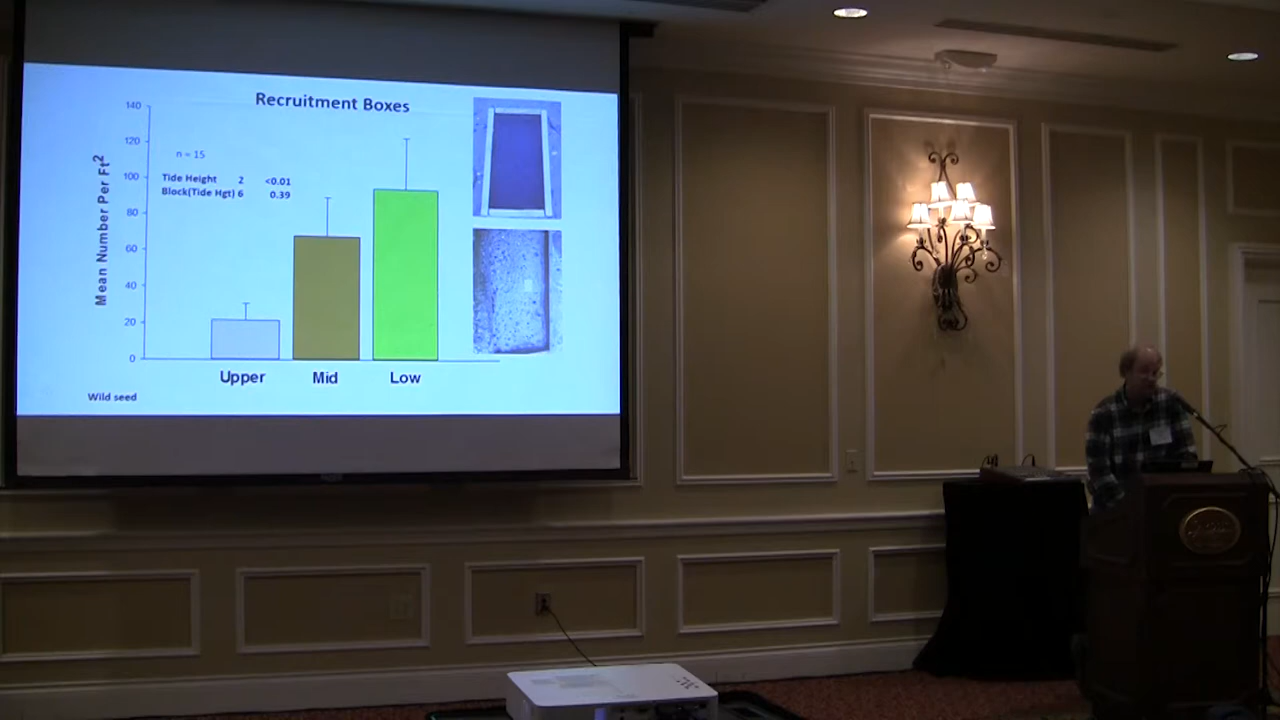 Recruitment Boxes
140
120
100
80
60
40
20
0
Mean Number Per Ft2
n = 15
Tide Height 2 <0.01
Block(Tide Hgt) 6 0.39
Upper Mid Low
Wild seed